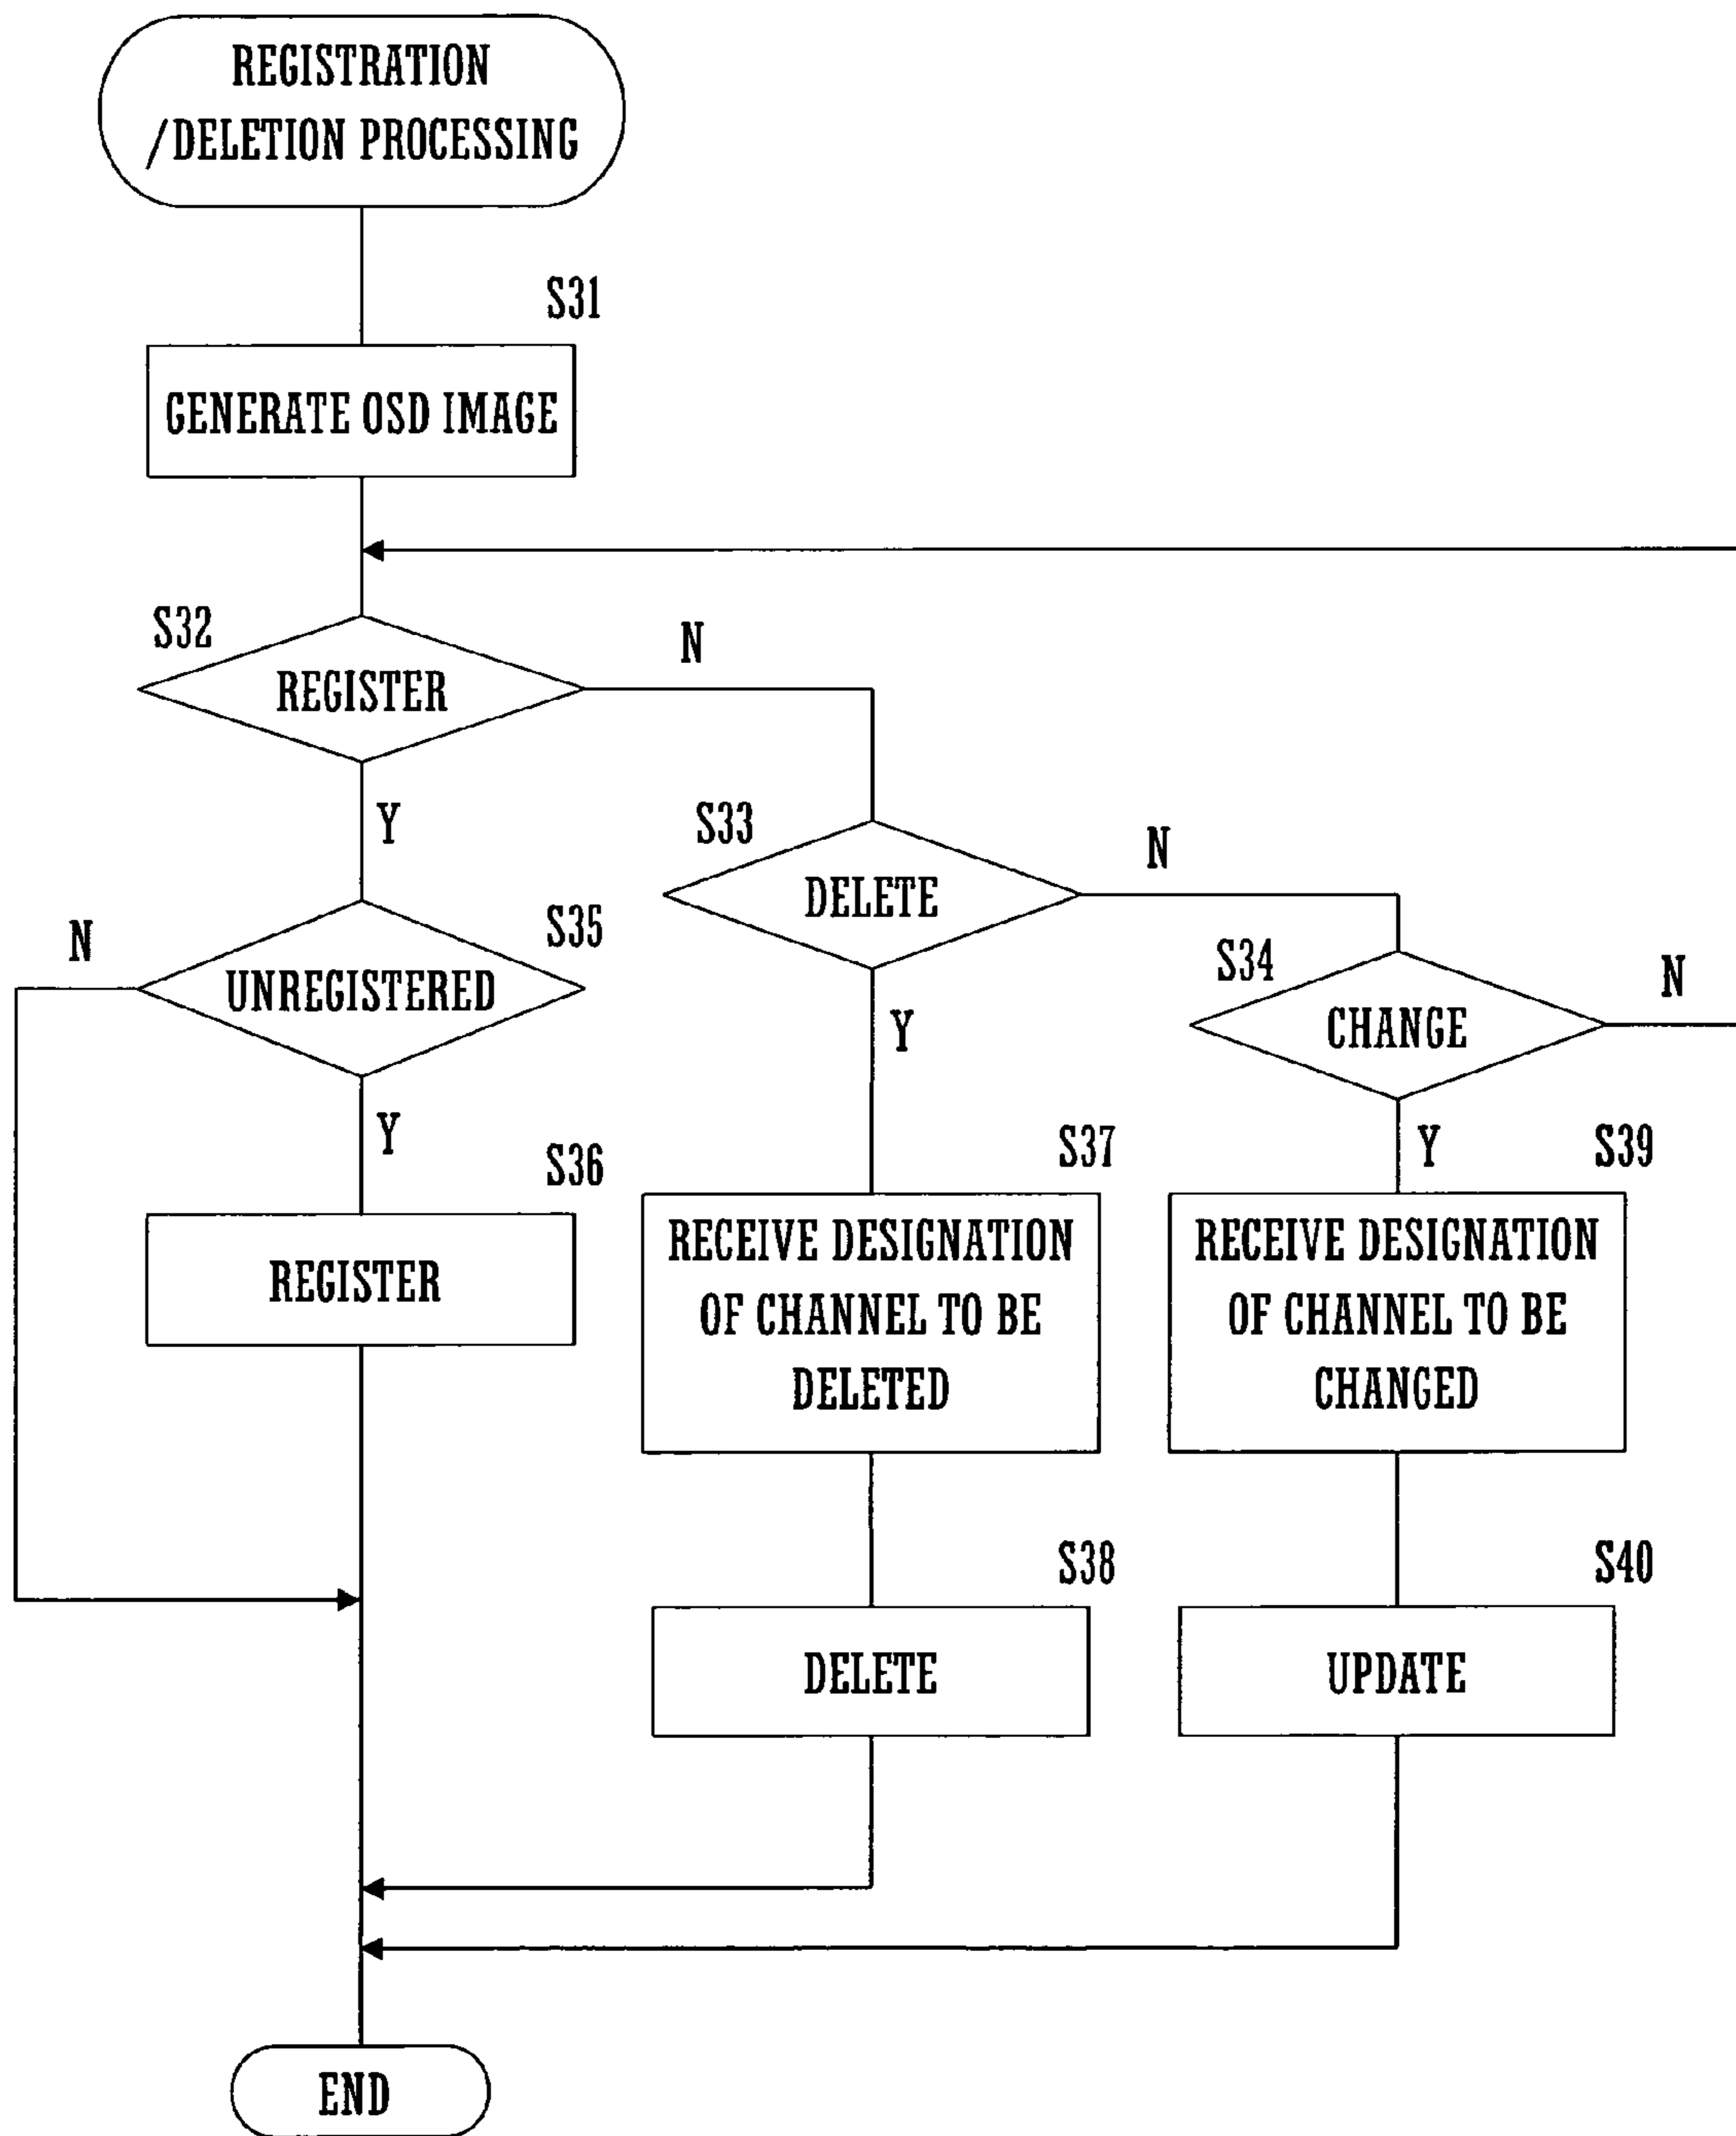 REGISTRATION
/DELETION PROCESSING
S31
GENERATE OSD IMAGE
S32
REGISTER
N
Y
S33
DELETE
N
Y
S34
CHANGE
N
Y
S35
UNREGISTERED
N
Y
S36
REGISTER
S37
RECEIVE DESIGNATION
OF CHANNEL TO BE
DELETED
S39
RECEIVE DESIGNATION
OF CHANNEL TO BE
CHANGED
S38
DELETE
S40
UPDATE
END